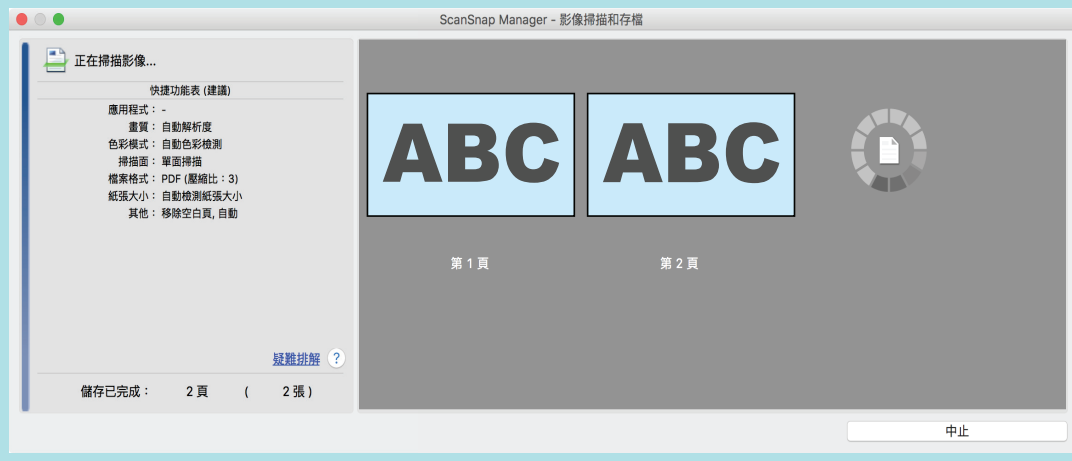 ScanSnap Manager - 影像掃描和存檔
正在掃描影像...
快捷功能表 (建議)
應用程式： -
畫質： 自動解析度
色彩模式： 自動色彩檢測
掃描面： 單面掃描
檔案格式： PDF (壓縮比：3)
紙張大小： 自動檢測紙張大小
其他： 移除空白頁, 自動
疑難排解 ?
儲存已完成： 2 頁 ( 2 張 )
ABC ABC
第 1 頁 第 2 頁
中止